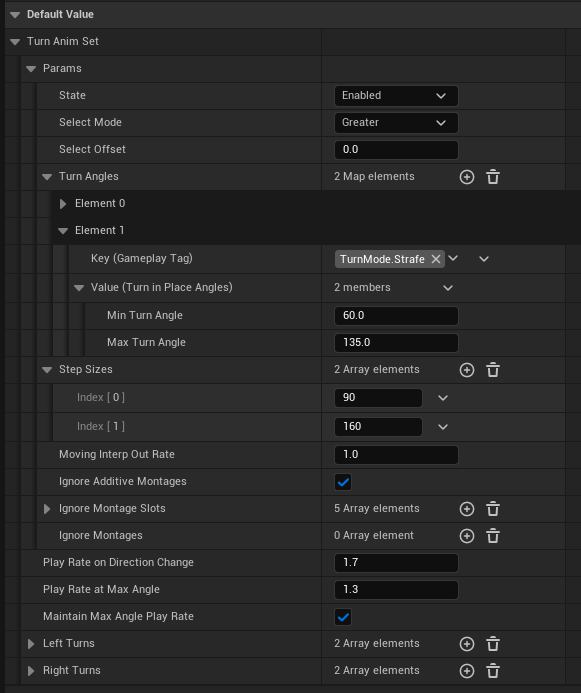 Default Value
Turn Anim Set
Params
State Enabled
Select Mode Greater
Select Offset 0.0
Turn Angles 2 Map elements
Element 0
Element 1
Key (Gameplay Tag) TurnMode.Strafe
Value (Turn in Place Angles) 2 members
Min Turn Angle 60.0
Max Turn Angle 135.0
Step Sizes 2 Array elements
Index [ 0 ] 90
Index [ 1 ] 160
Moving Interp Out Rate 1.0
Ignore Additive Montages
Ignore Montage Slots 5 Array elements
Ignore Montages 0 Array element
Play Rate on Direction Change 1.7
Play Rate at Max Angle 1.3
Maintain Max Angle Play Rate
Left Turns 2 Array elements
Right Turns 2 Array elements